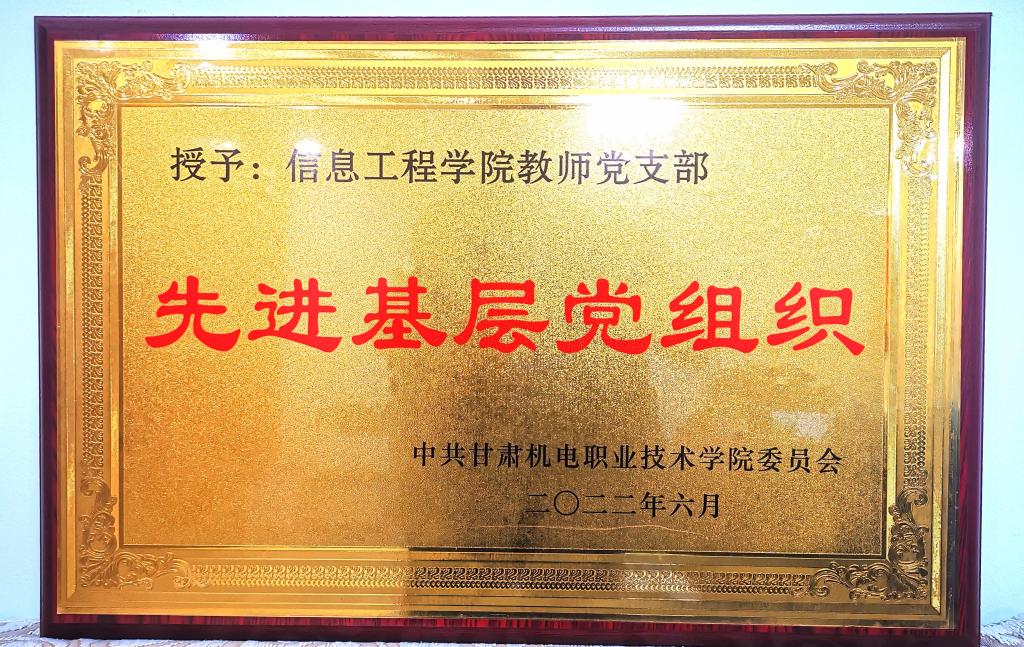 授予：信息工程学院教师党支部
先进基层党组织
中共甘肃机电职业技术学院委员会
二〇二二年六月